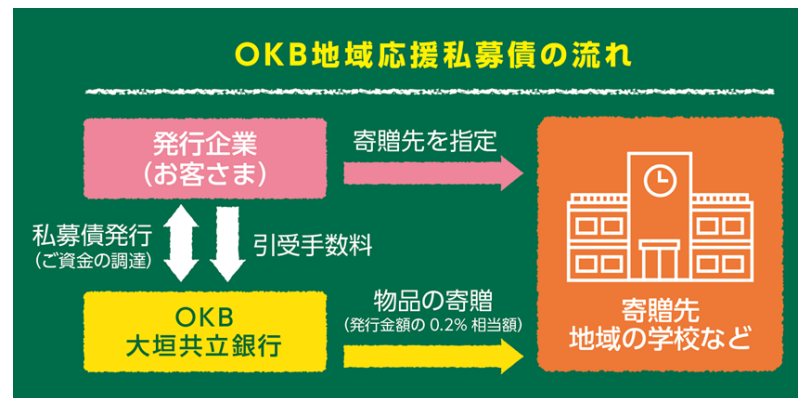 OKB地域応援私募債の流れ
発行企業
(お客さま)
寄贈先を指定
私募債発行
(ご資金の調達)
引受手数料
OKB
大垣共立銀行
物品の寄贈
(発行金額の 0.2% 相当額)
寄贈先
地域の学校など